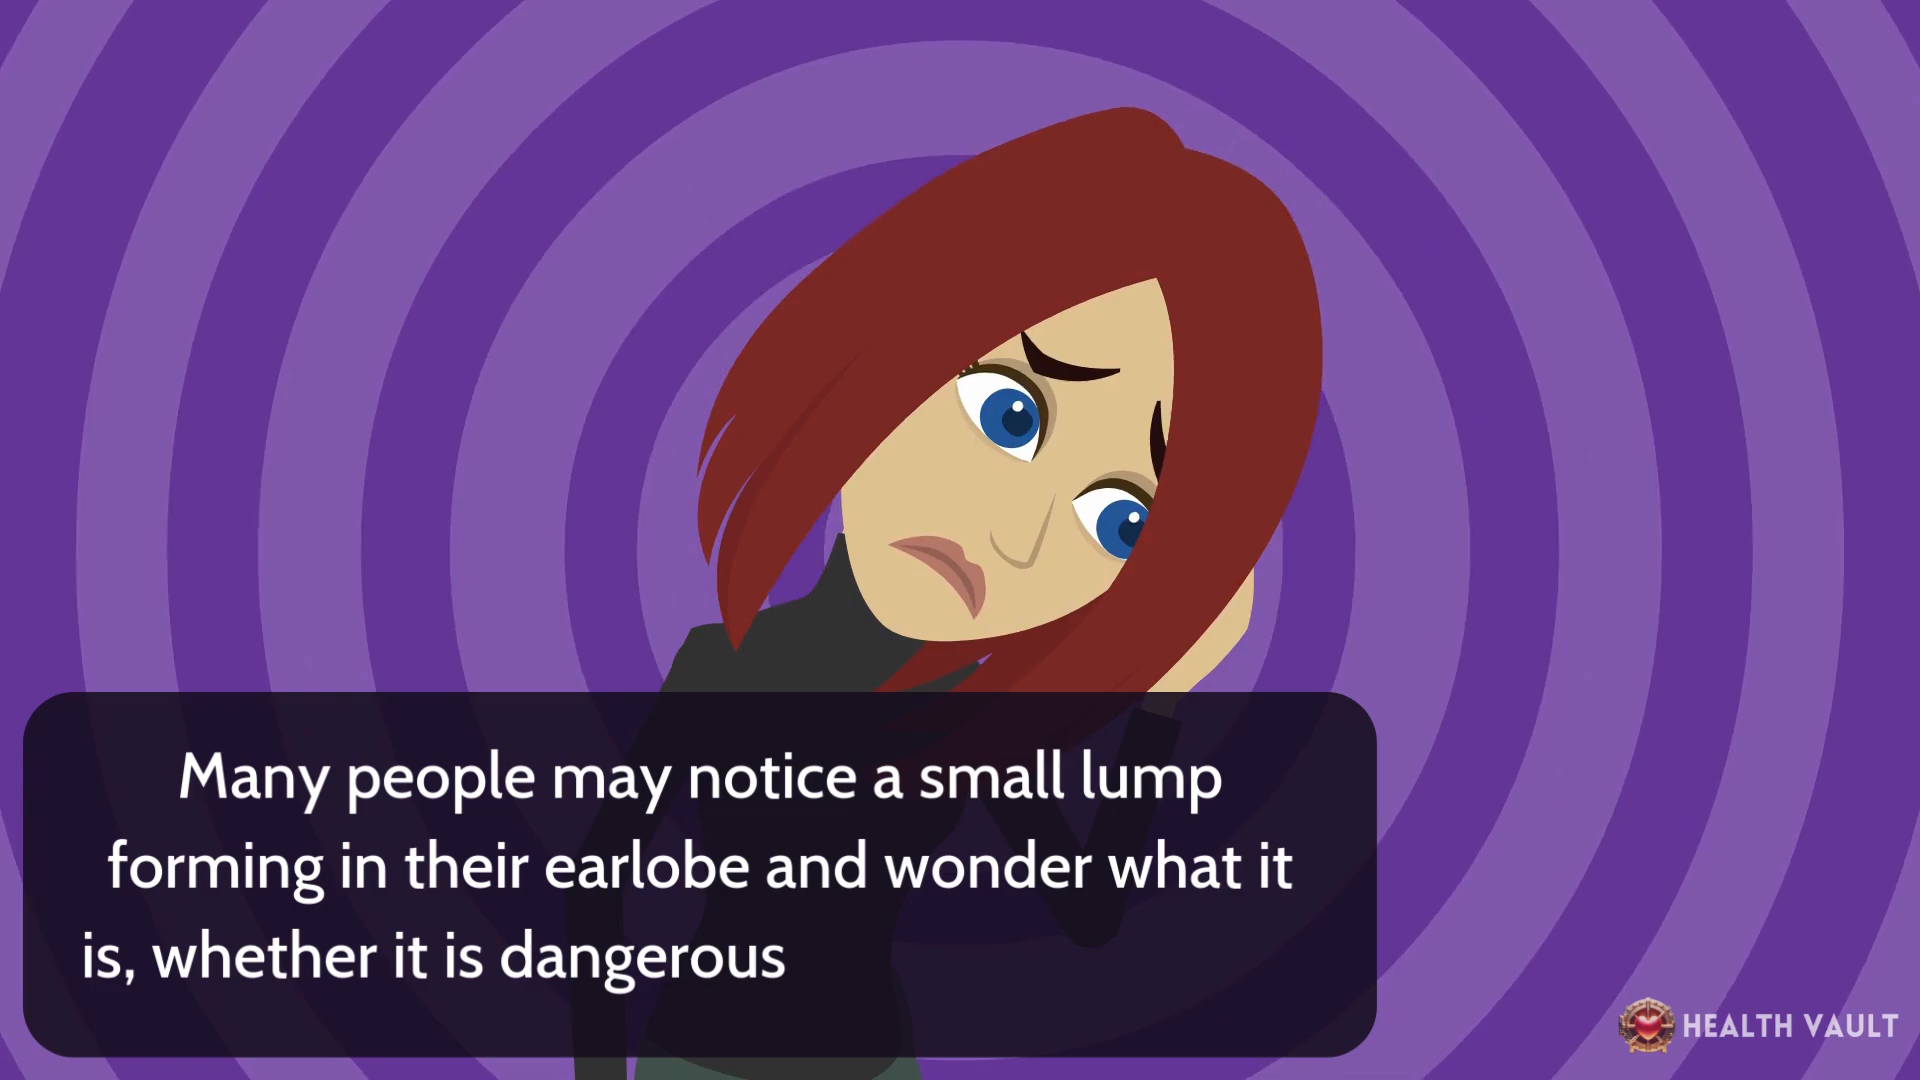 Many people may notice a small lump
forming in their earlobe and wonder what it
is, whether it is dangerous
HEALTH VAULT